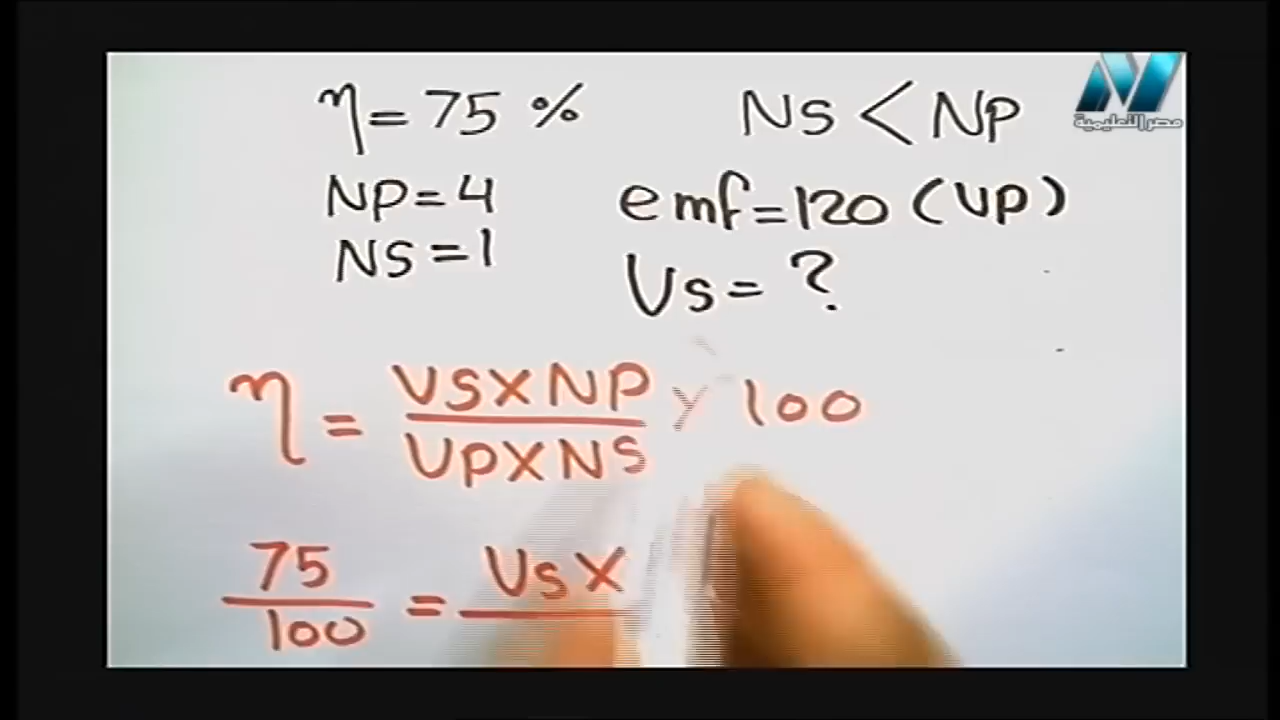 η = 75 %
NP = 4
NS = 1
NS < NP
emf = 120 (VP)
Vs = ?
مصر التعليمية
η = VS X NP / VP X NS X 100
75 / 100 = Vs X